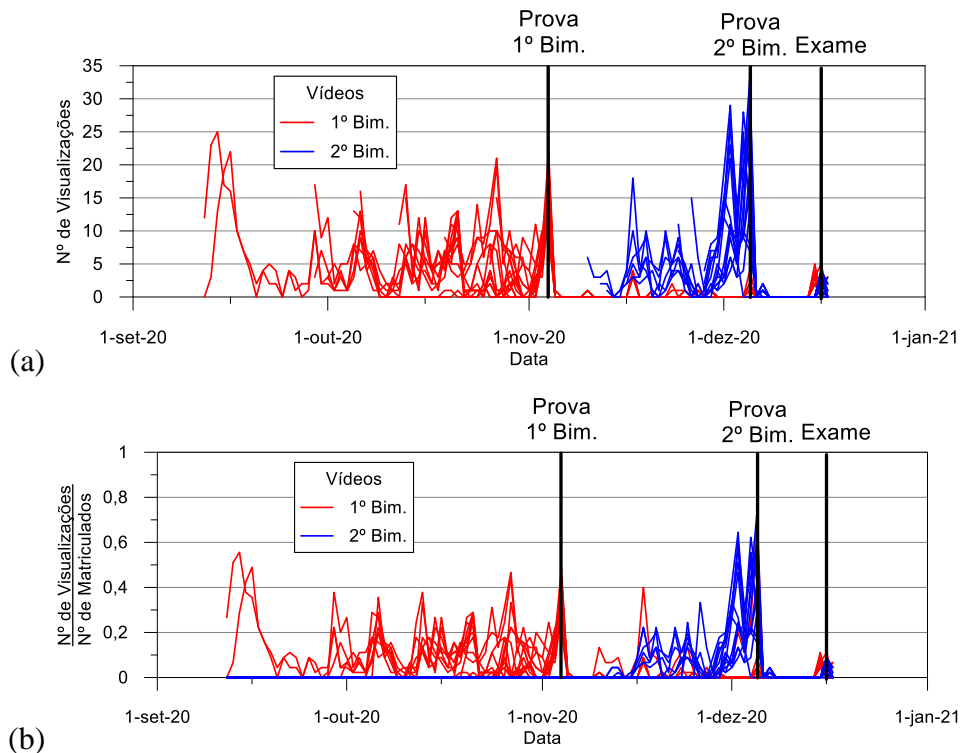 Prova
1º Bim.
Prova
2º Bim. Exame
35
30
25
20
15
10
5
0
Nº de Visualizações
Vídeos
1º Bim.
2º Bim.
1-set-20
1-out-20
1-nov-20
1-dez-20
1-jan-21
Data
(a)
Prova
1º Bim.
Prova
2º Bim. Exame
1
0,8
0,6
0,4
0,2
0
Nº de Visualizações
Nº de Matriculados
Vídeos
1º Bim.
2º Bim.
1-set-20
1-out-20
1-nov-20
1-dez-20
1-jan-21
Data
(b)